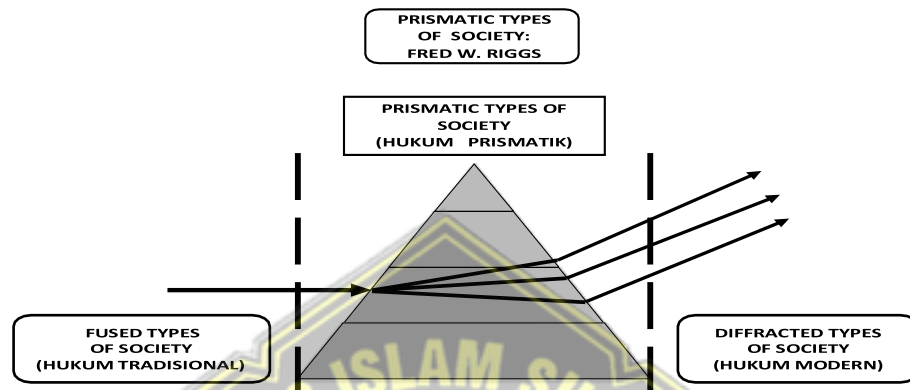 PRISMATIC TYPES
OF SOCIETY:
FRED W. RIGGS
PRISMATIC TYPES OF
SOCIETY
(HUKUM PRISMATIK)
FUSED TYPES
OF SOCIETY
(HUKUM TRADISIONAL)
DIFFRACTED TYPES
OF SOCIETY
(HUKUM MODERN)
ISLAM